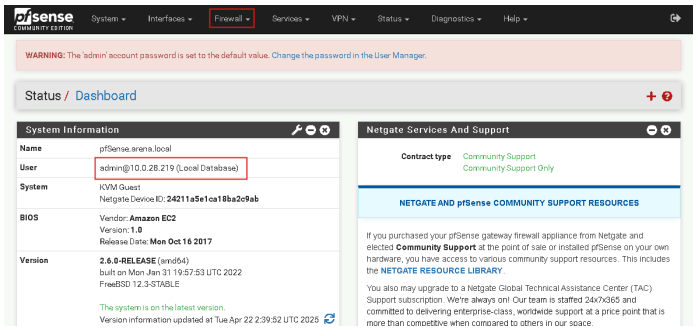 pfsense
COMMUNITY EDITION
System Interfaces Firewall Services VPN Status Diagnostics Help
WARNING: The 'admin' account password is set to the default value. Change the password in the User Manager.
Status / Dashboard
System Information
Name pfSense.arena.local
User admin@10.0.28.219 (Local Database)
System KVM Guest
Netgate Device ID: 24211a5e1ca18ba2c9ab
BIOS Vendor: Amazon EC2
Version: 1.0
Release Date: Mon Oct 16 2017
Version 2.6.0-RELEASE (amd64)
built on Mon Jan 31 19:57:53 UTC 2022
FreeBSD 12.3-STABLE
The system is on the latest version.
Version information updated at Tue Apr 22 2:39:52 UTC 2025
Netgate Services And Support
Contract type Community Support
Community Support Only
NETGATE AND pfSense COMMUNITY SUPPORT RESOURCES
If you purchased your pfSense gateway firewall appliance from Netgate and
elected Community Support at the point of sale or installed pfSense on your own
hardware, you have access to various community support resources. This includes
the NETGATE RESOURCE LIBRARY.
You also may upgrade to a Netgate Global Technical Assistance Center (TAC)
Support subscription. We're always on! Our team is staffed 24x7x365 and
committed to delivering enterprise-class, worldwide support at a price point that is
more than competitive when compared to others in our space.